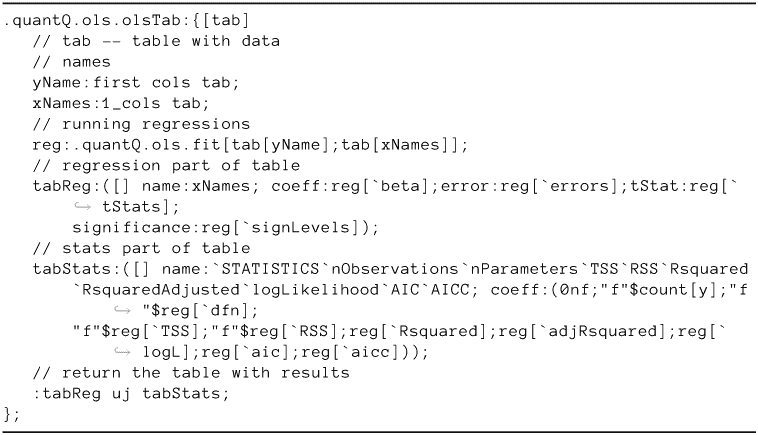 .quantQ.ols.olsTab:{[tab]
// tab -- table with data
// names
yName:first cols tab;
xNames:1_cols tab;
// running regressions
reg:.quantQ.ols.fit[tab[yName];tab[xNames]];
// regression part of table
tabReg:([] name:xNames; coeff:reg[`beta];error:reg[`errors];tStat:reg[`
↪ tStats];
significance:reg[`signLevels]);
// stats part of table
tabStats:([] name:`STATISTICS`nObservations`nParameters`TSS`RSS`Rsquared
`RsquaredAdjusted`logLikelihood`AIC`AICC; coeff:(0nf;"f"$count[y];"f
↪ "$reg[`dfn];
"f"$reg[`TSS];"f"$reg[`RSS];reg[`Rsquared];reg[`adjRsquared];reg[`
↪ logL];reg[`aic];reg[`aicc]));
// return the table with results
:tabReg uj tabStats;
};